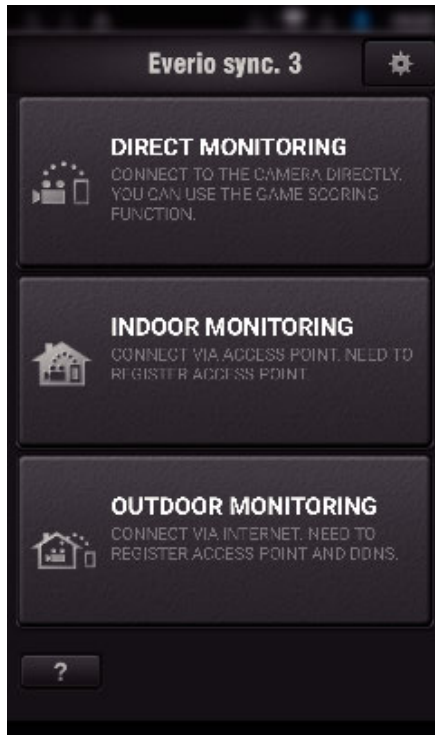 Everio sync. 3
DIRECT MONITORING
CONNECT TO THE CAMERA DIRECTLY.
YOU CAN USE THE GAME SCORING
FUNCTION.
INDOOR MONITORING
CONNECT VIA ACCESS POINT. NEED TO
REGISTER ACCESS POINT.
OUTDOOR MONITORING
CONNECT VIA INTERNET. NEED TO
REGISTER ACCESS POINT AND DDNS.
?